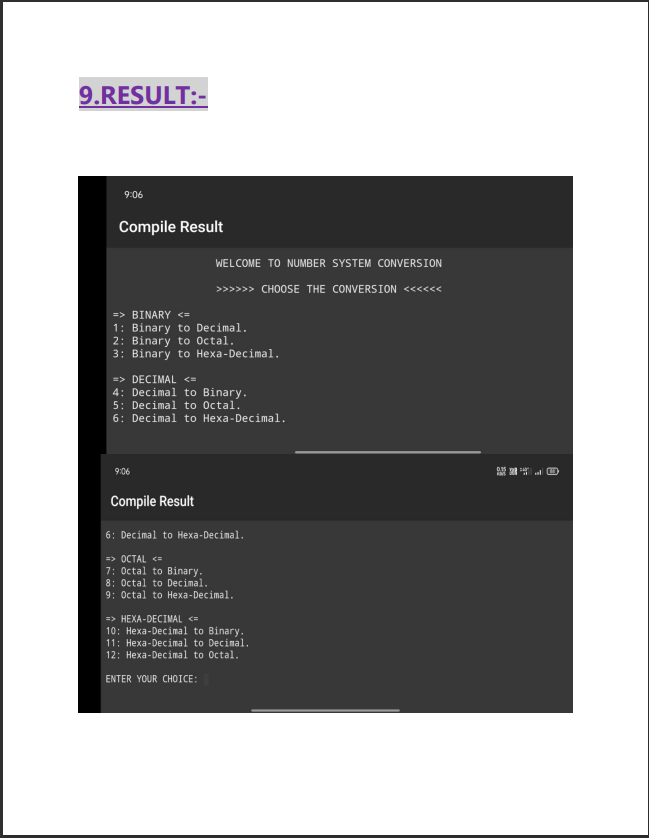 9.RESULT:-
9:06
Compile Result
WELCOME TO NUMBER SYSTEM CONVERSION
>>>>>> CHOOSE THE CONVERSION <<<<<<
=> BINARY <=
1: Binary to Decimal.
2: Binary to Octal.
3: Binary to Hexa-Decimal.
=> DECIMAL <=
4: Decimal to Binary.
5: Decimal to Octal.
6: Decimal to Hexa-Decimal.
9:06
Compile Result
6: Decimal to Hexa-Decimal.
=> OCTAL <=
7: Octal to Binary.
8: Octal to Decimal.
9: Octal to Hexa-Decimal.
=> HEXA-DECIMAL <=
10: Hexa-Decimal to Binary.
11: Hexa-Decimal to Decimal.
12: Hexa-Decimal to Octal.
ENTER YOUR CHOICE: